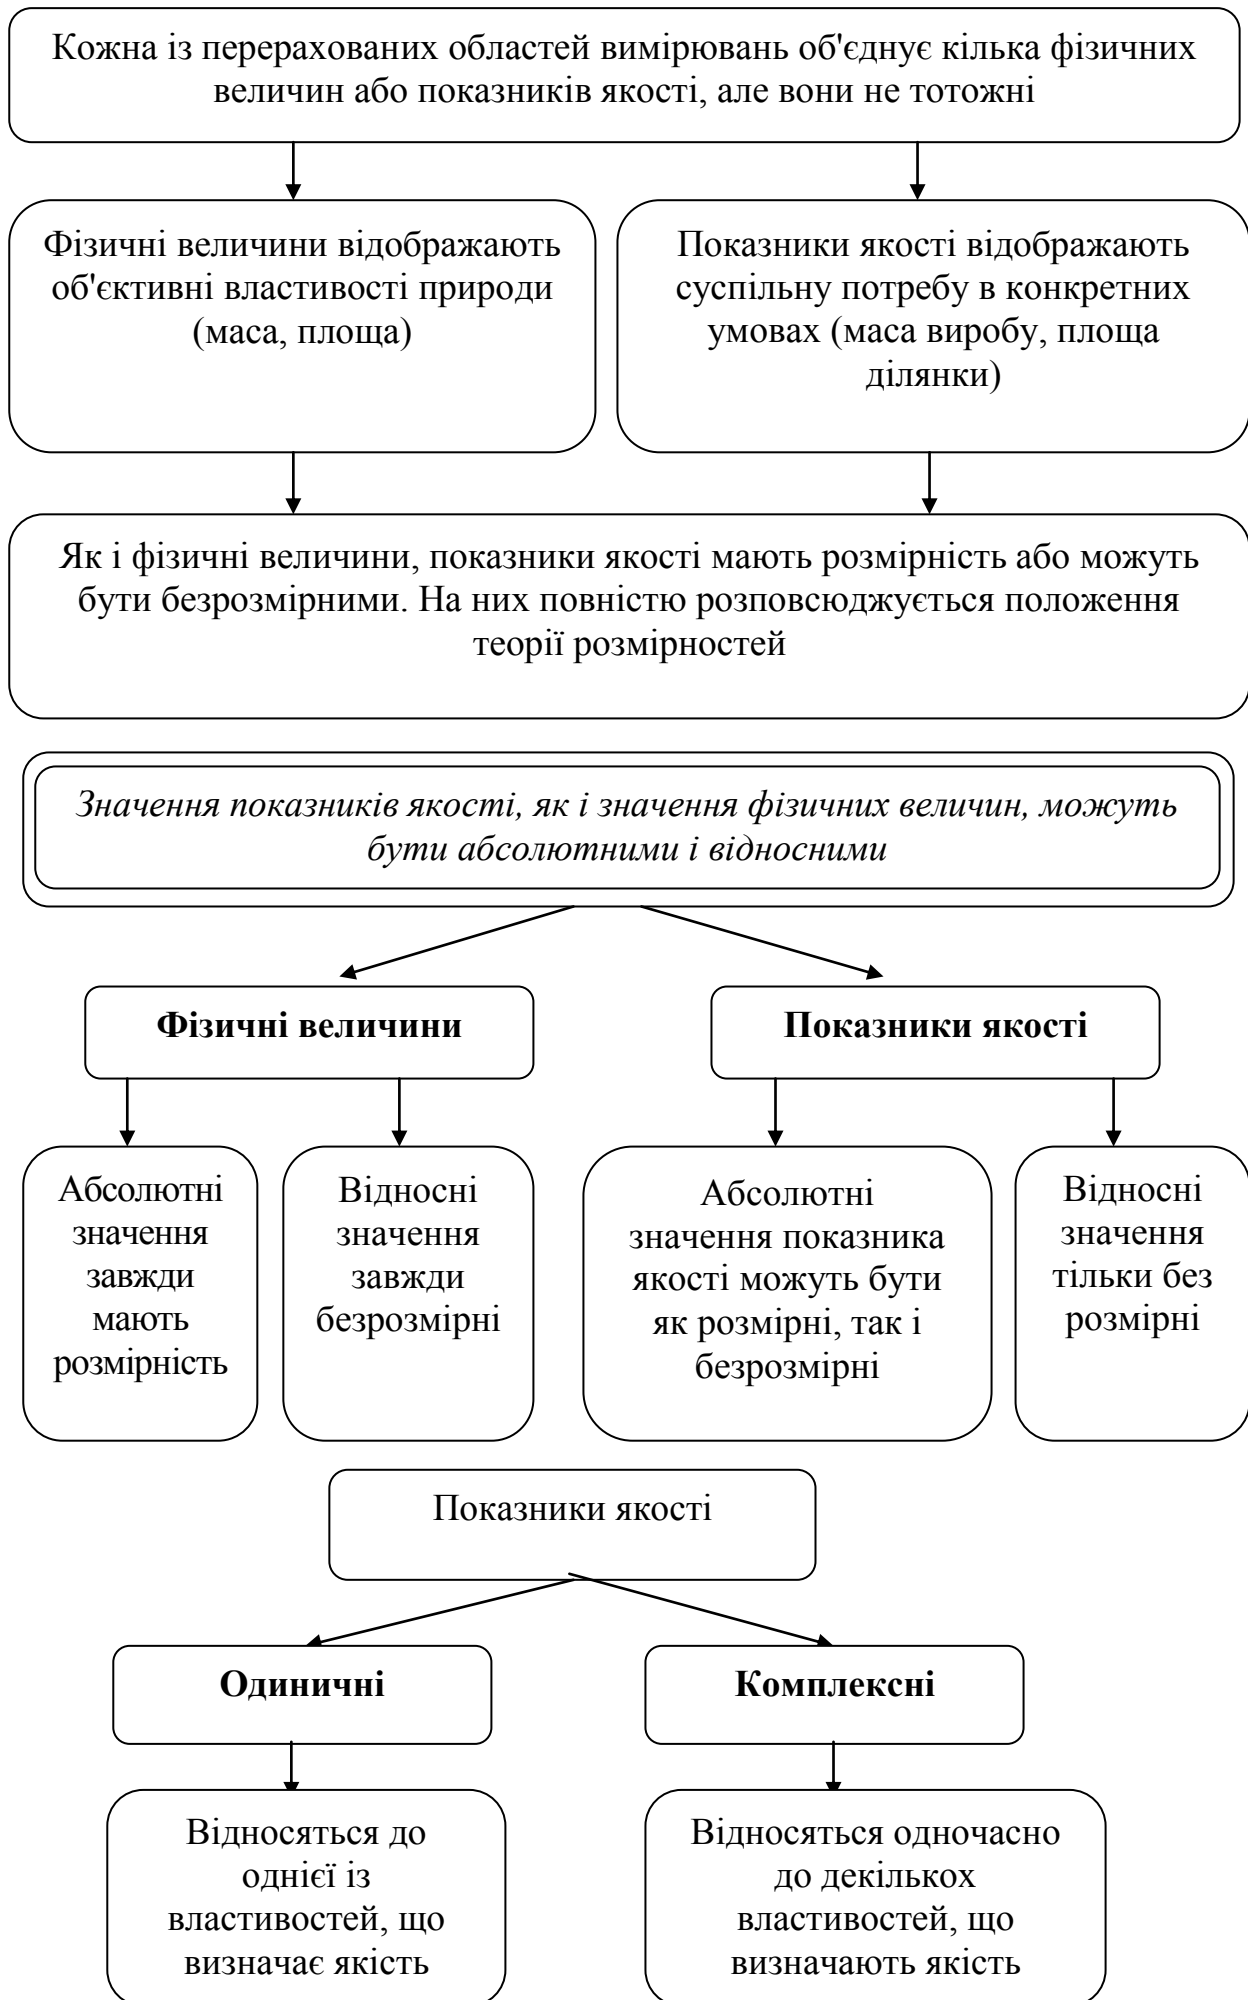 Кожна із перерахованих областей вимірювань об'єднує кілька фізичних
величин або показників якості, але вони не тотожні
Фізичні величини відображають
об'єктивні властивості природи
(маса, площа)
Показники якості відображають
суспільну потребу в конкретних
умовах (маса виробу, площа
ділянки)
Як і фізичні величини, показники якості мають розмірність або можуть
бути безрозмірними. На них повністю розповсюджується положення
теорії розмірностей
Значення показників якості, як і значення фізичних величин, можуть
бути абсолютними і відносними
Фізичні величини
Показники якості
Абсолютні
значення
завжди
мають
розмірність
Відносні
значення
завжди
безрозмірні
Абсолютні
значення показника
якості можуть бути
як розмірні, так і
безрозмірні
Відносні
значення
тільки без
розмірні
Показники якості
Одиничні
Комплексні
Відносяться до
однієї із
властивостей, що
визначає якість
Відносяться одночасно
до декількох
властивостей, що
визначають якість